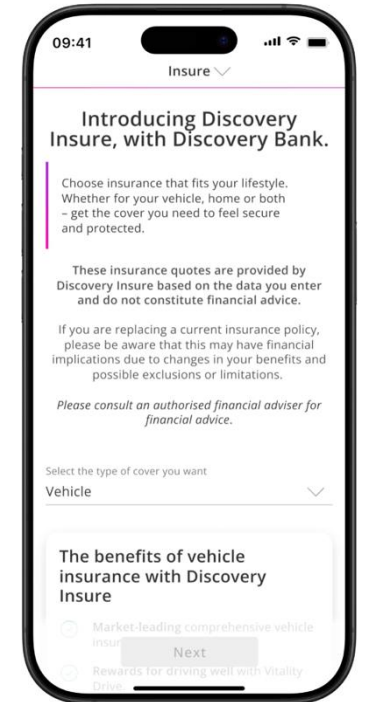 09:41
Insure
Introducing Discovery
Insure, with Discovery Bank.
Choose insurance that fits your lifestyle.
Whether for your vehicle, home or both
– get the cover you need to feel secure
and protected.
These insurance quotes are provided by
Discovery Insure based on the data you enter
and do not constitute financial advice.
If you are replacing a current insurance policy,
please be aware that this may have financial
implications due to changes in your benefits and
possible exclusions or limitations.
Please consult an authorised financial adviser for
financial advice.
Select the type of cover you want
Vehicle
The benefits of vehicle
insurance with Discovery
Insure
Market-leading comprehensive vehicle
insur
Next
Rewards for driving well with Vitality
Drive